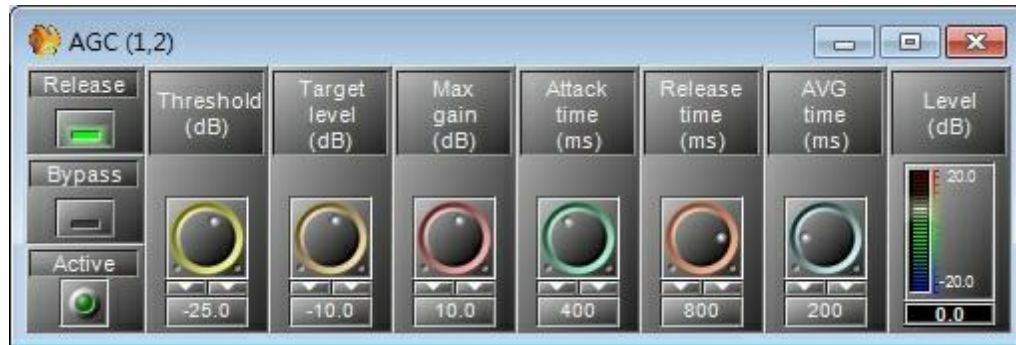 AGC (1,2)
Release
Bypass
Active
Threshold
(dB)
-25.0
Target
level
(dB)
-10.0
Max
gain
(dB)
10.0
Attack
time
(ms)
400
Release
time
(ms)
800
AVG
time
(ms)
200
Level
(dB)
20.0
-20.0
0.0